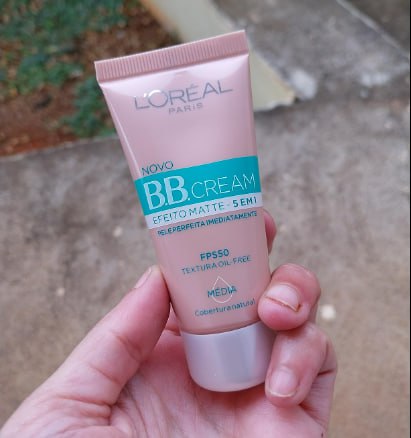 L'ORÉAL
PARIS
NOVO
B.B.CREAM
EFEITO MATTE - 5 EM 1
PELE PERFEITA IMEDIATAMENTE
FPS50
TEXTURA OIL-FREE
MÉDIA
Cobertura natural